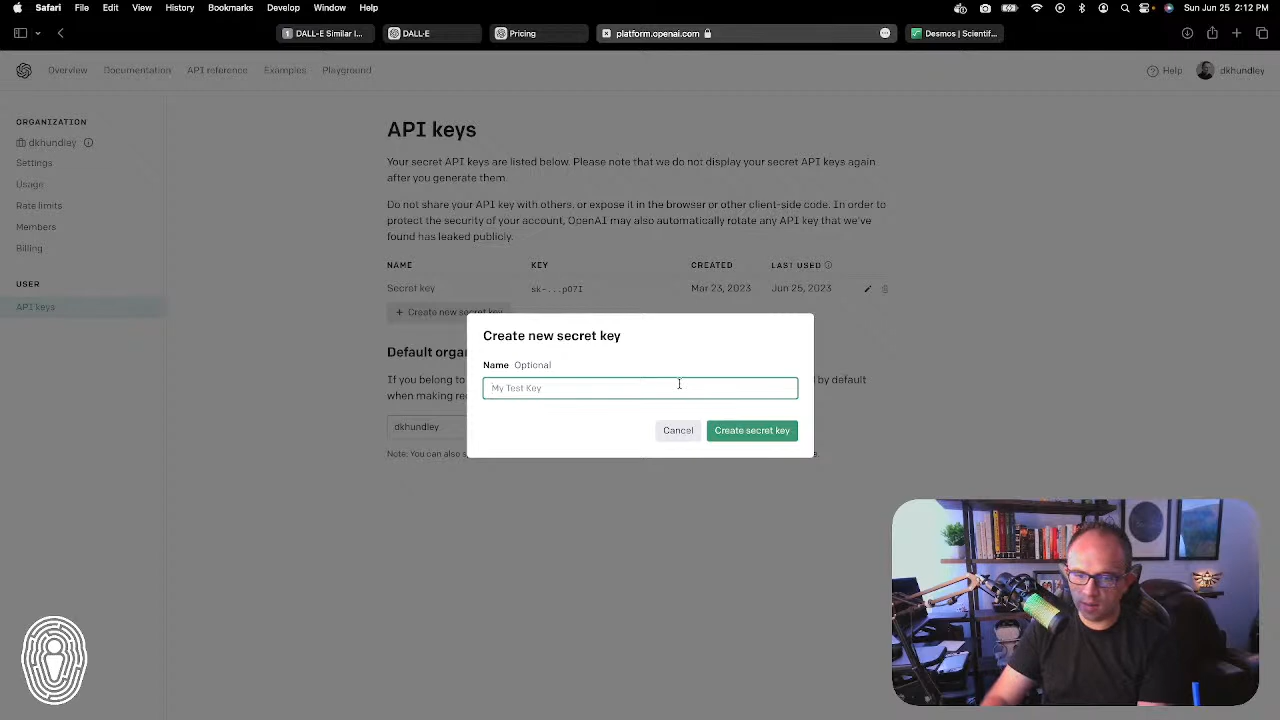 Safari File Edit View History Bookmarks Develop Window Help Sun Jun 25 2:12 PM
1 DALL-E Similar I DALL-E Pricing platform.openai.com Desmos | Scientif...
Overview Documentation API reference Examples Playground Help dkhundley
ORGANIZATION
dkhundley
Settings
Usage
Rate limits
Members
Billing
USER
API keys
API keys
Your secret API keys are listed below. Please note that we do not display your secret API keys again
after you generate them.
Do not share your API key with others, or expose it in the browser or other client-side code. In order to
protect the security of your account, OpenAI may also automatically rotate any API key that we've
found has leaked publicly.
NAME KEY CREATED LAST USED
Secret key sk-...p07I Mar 23, 2023 Jun 25, 2023
+ Create new secret key
Default orga
If you belong to d by default
when making re
dkhundley
Note: You can also s e.
Create new secret key
Name Optional
My Test Key
Cancel Create secret key